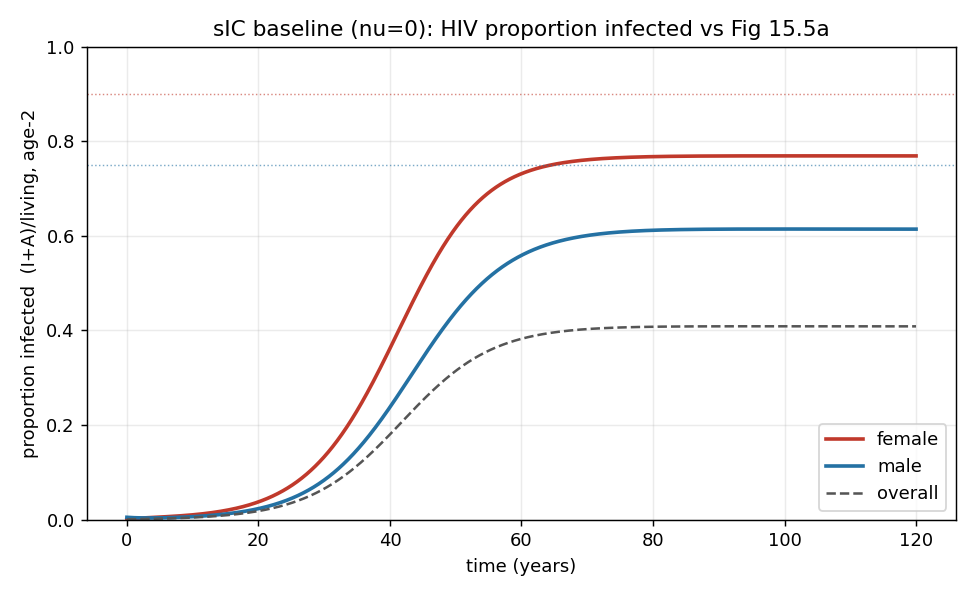 sIC baseline (nu=0): HIV proportion infected vs Fig 15.5a
proportion infected  (I+A)/living, age-2
1.0
0.8
0.6
0.4
0.2
0.0
0
20
40
60
80
100
120
time (years)
female
male
overall